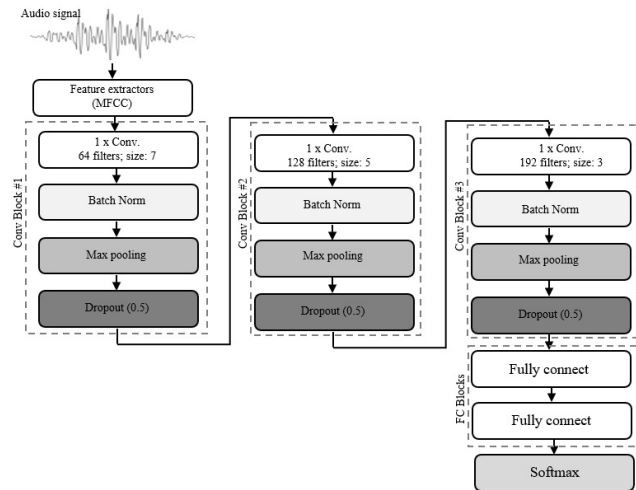 Audio signal
Feature extractors
(MFCC)
Conv Block #1
1 x Conv.
64 filters; size: 7
Batch Norm
Max pooling
Dropout (0.5)
Conv Block #2
1 x Conv.
128 filters; size: 5
Batch Norm
Max pooling
Dropout (0.5)
Conv Block #3
1 x Conv.
192 filters; size: 3
Batch Norm
Max pooling
Dropout (0.5)
FC Blocks
Fully connect
Fully connect
Softmax